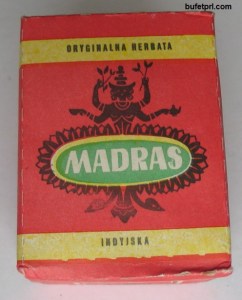 bufetprl.com
ORYGINALNA HERBATA
MADRAS
INDYJSKA